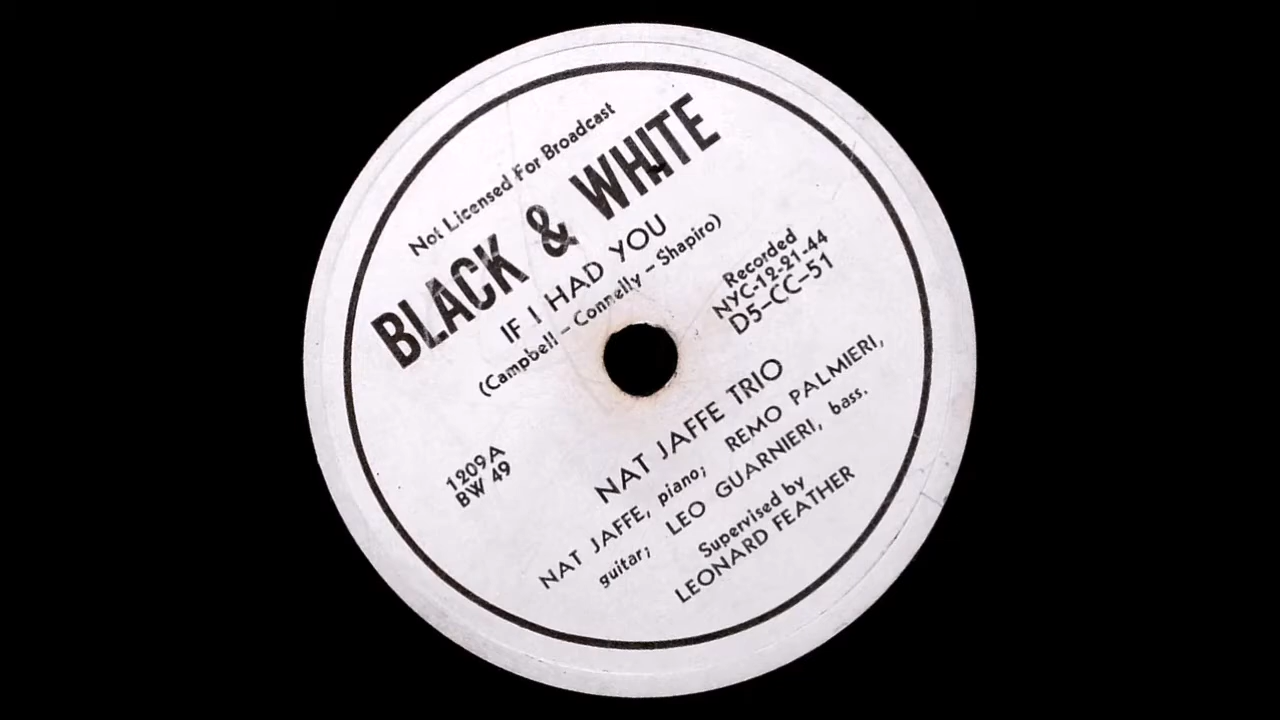 Not Licensed For Broadcast
BLACK & WHITE
IF I HAD YOU
(Campbell – Connelly – Shapiro)
Recorded
NYC-12-21-44
D5-CC-51
1209A
BW 49
NAT JAFFE TRIO
NAT JAFFE, piano; REMO PALMIERI,
guitar; LEO GUARNIERI, bass.
Supervised by
LEONARD FEATHER